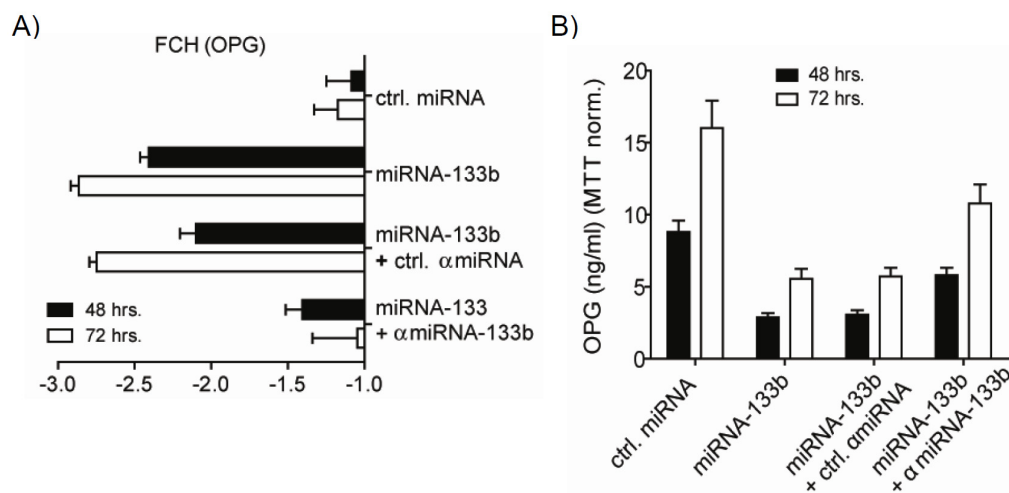 A)
FCH (OPG)
ctrl. miRNA
miRNA-133b
miRNA-133b
+ ctrl. αmiRNA
miRNA-133
+ αmiRNA-133b
48 hrs.
72 hrs.
-3.0 -2.5 -2.0 -1.5 -1.0
B)
OPG (ng/ml) (MTT norm.)
20
15
10
5
0
48 hrs.
72 hrs.
ctrl. miRNA
miRNA-133b
miRNA-133b
+ ctrl. αmiRNA
miRNA-133b
+ α miRNA-133b